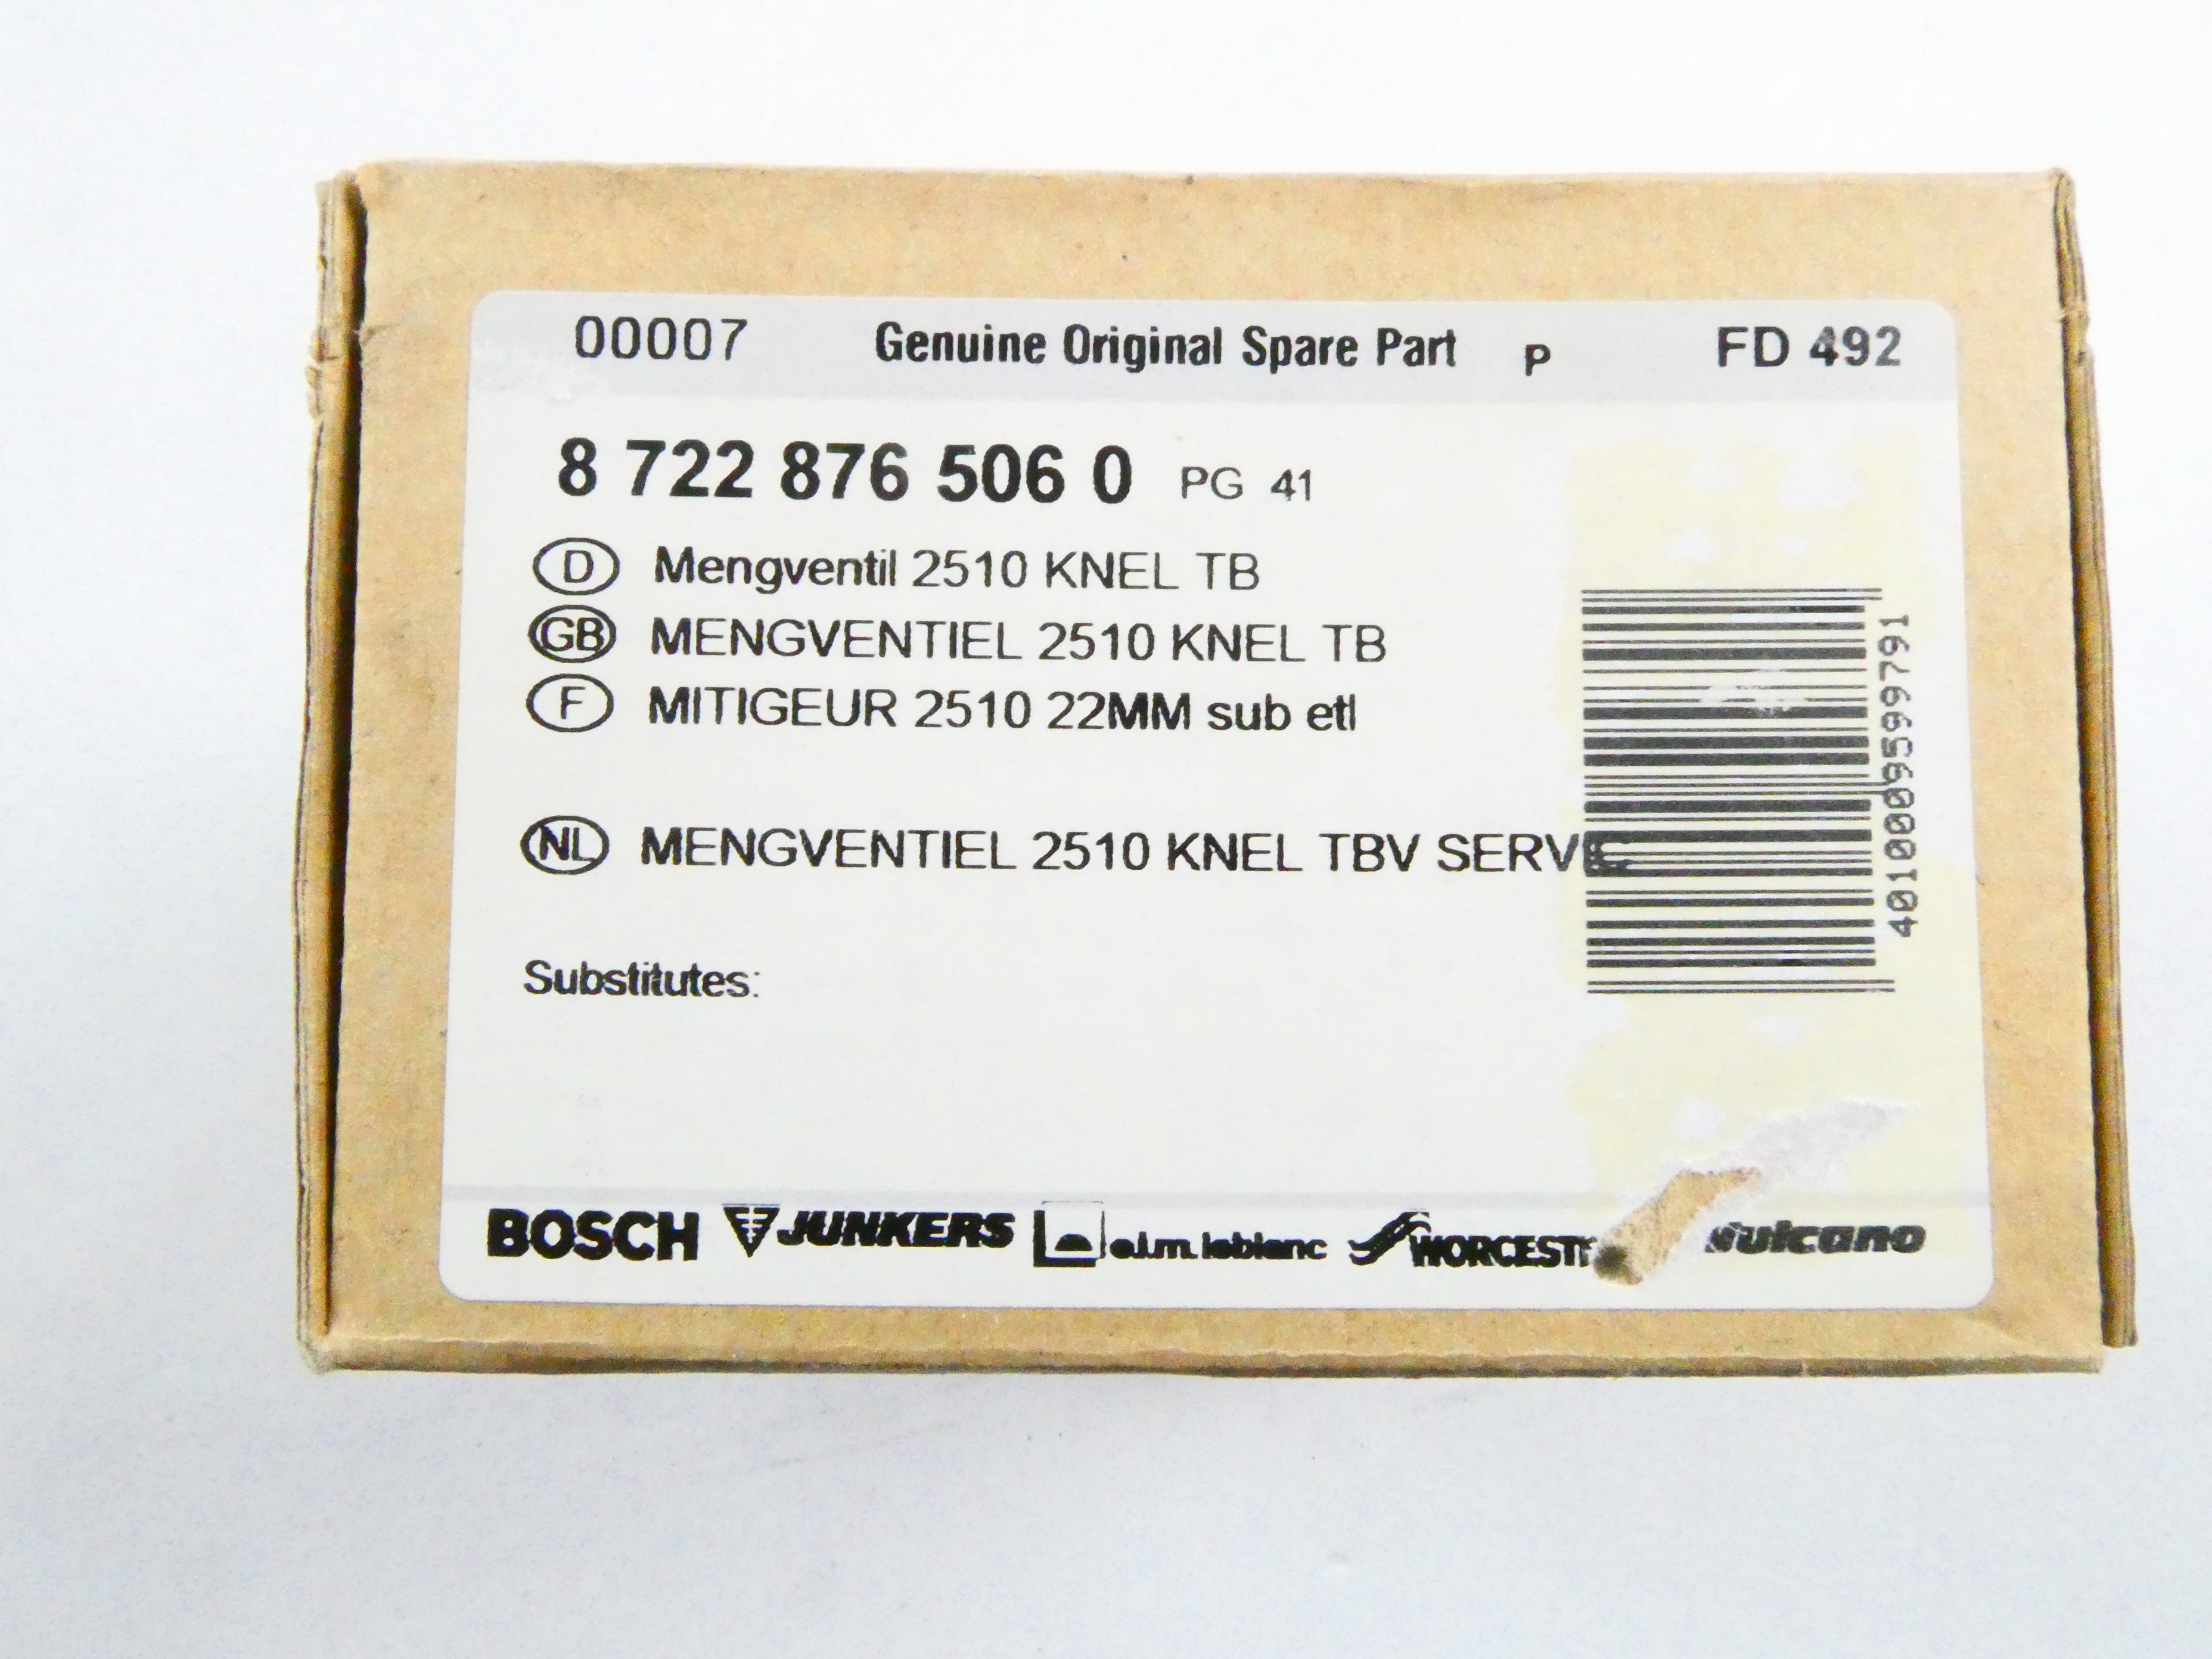 00007 Genuine Original Spare Part P FD 492
8 722 876 506 0 PG 41
D Mengventil 2510 KNEL TB
GB MENGVENTIEL 2510 KNEL TB
F MITIGEUR 2510 22MM sub etl
NL MENGVENTIEL 2510 KNEL TBV SERVIC
4010009599791
Substitutes:
BOSCH JUNKERS e.l.m. leblanc Vulcano